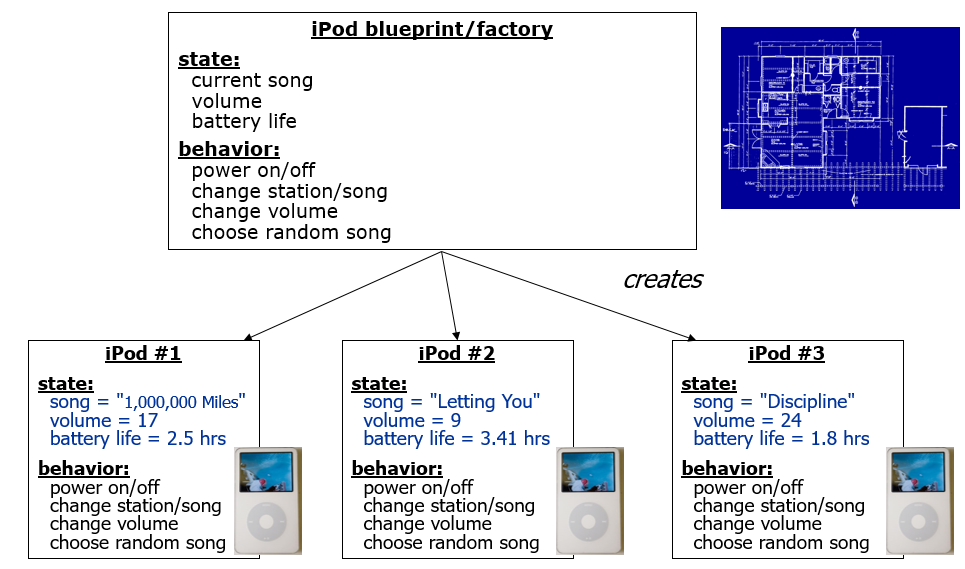 iPod blueprint/factory
state:
current song
volume
battery life
behavior:
power on/off
change station/song
change volume
choose random song
creates
iPod #1
state:
song = "1,000,000 Miles"
volume = 17
battery life = 2.5 hrs
behavior:
power on/off
change station/song
change volume
choose random song
iPod #2
state:
song = "Letting You"
volume = 9
battery life = 3.41 hrs
behavior:
power on/off
change station/song
change volume
choose random song
iPod #3
state:
song = "Discipline"
volume = 24
battery life = 1.8 hrs
behavior:
power on/off
change station/song
change volume
choose random song